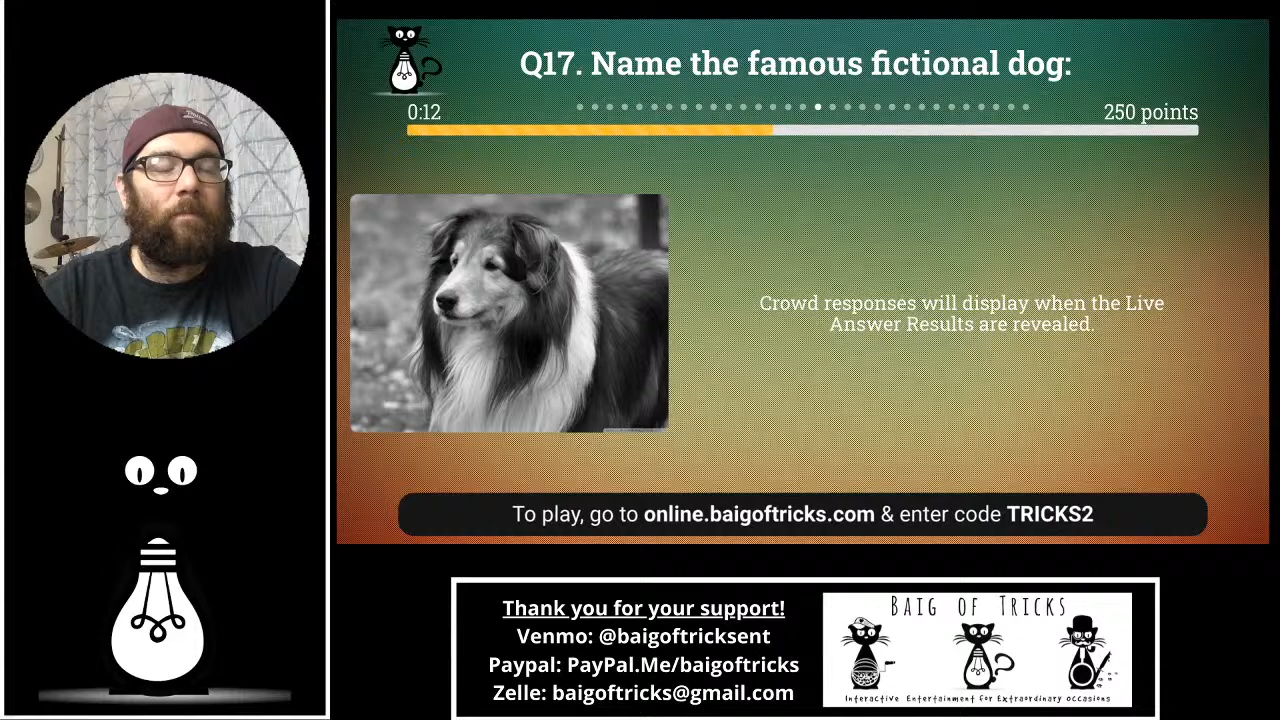 Q17. Name the famous fictional dog:
0:12
250 points
Crowd responses will display when the Live
Answer Results are revealed.
To play, go to online.baigoftricks.com & enter code TRICKS2
Thank you for your support!
Venmo: @baigoftricksent
Paypal: PayPal.Me/baigoftricks
Zelle: baigoftricks@gmail.com
BAIG OF TRICKS
Interactive Entertainment for Extraordinary occasions